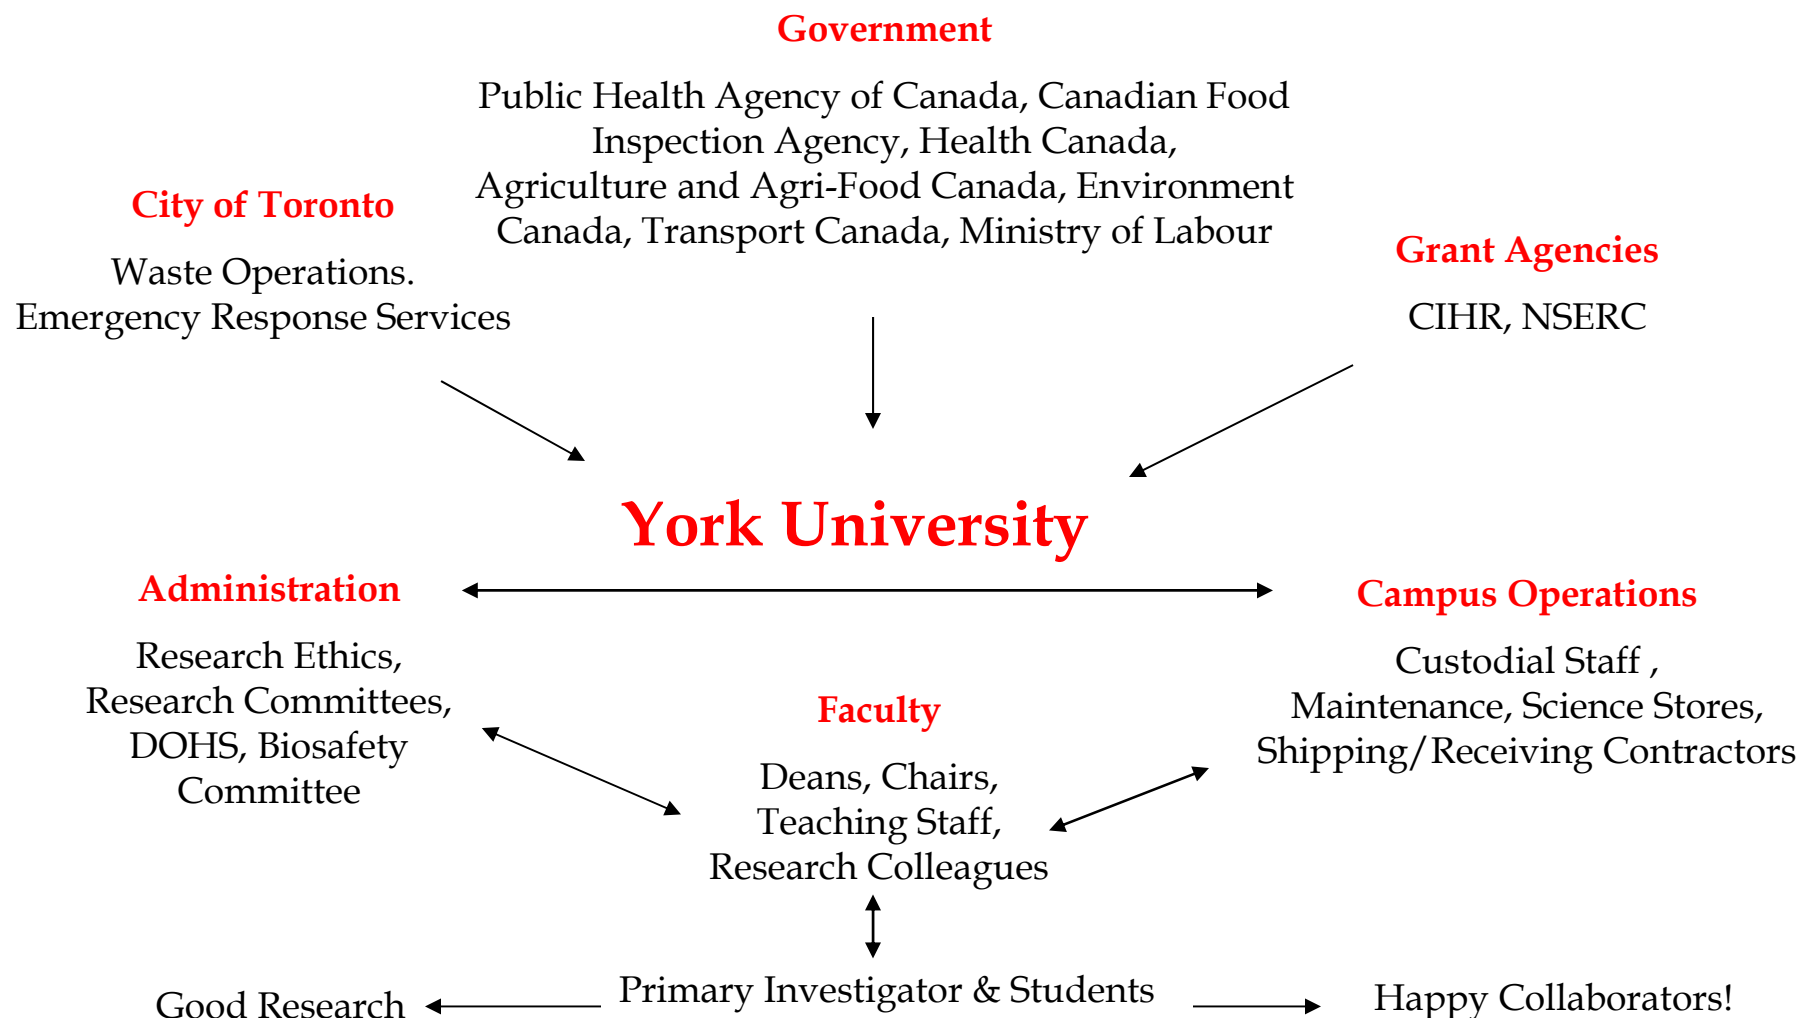 Government
Public Health Agency of Canada, Canadian Food
Inspection Agency, Health Canada,
Agriculture and Agri-Food Canada, Environment
Canada, Transport Canada, Ministry of Labour
City of Toronto
Waste Operations.
Emergency Response Services
Grant Agencies
CIHR, NSERC
York University
Administration
Research Ethics,
Research Committees,
DOHS, Biosafety
Committee
Campus Operations
Custodial Staff ,
Maintenance, Science Stores,
Shipping/Receiving Contractors
Faculty
Deans, Chairs,
Teaching Staff,
Research Colleagues
Primary Investigator & Students
Good Research
Happy Collaborators!